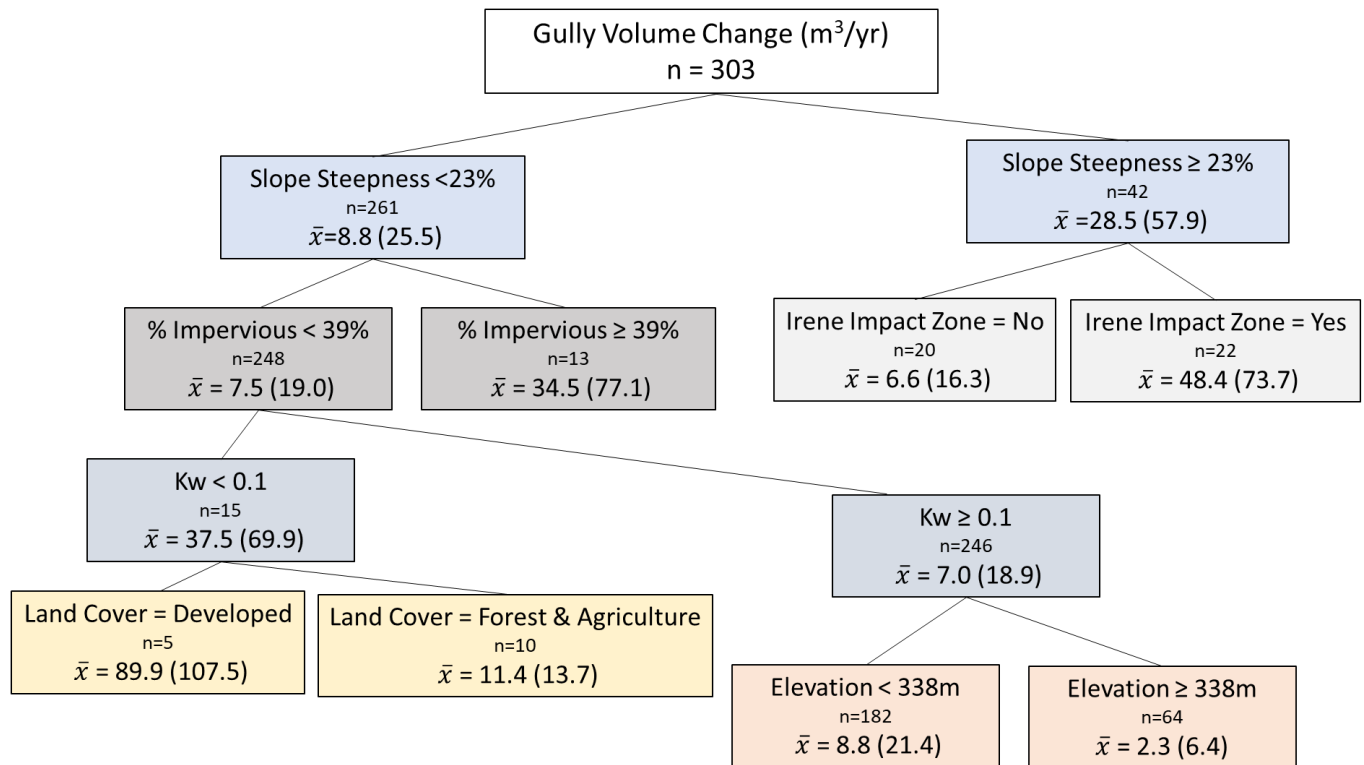 Gully Volume Change (m³/yr)
n = 303
Slope Steepness <23%
n=261
x̄=8.8 (25.5)
Slope Steepness ≥ 23%
n=42
x̄ =28.5 (57.9)
% Impervious < 39%
n=248
x̄ = 7.5 (19.0)
% Impervious ≥ 39%
n=13
x̄ = 34.5 (77.1)
Irene Impact Zone = No
n=20
x̄ = 6.6 (16.3)
Irene Impact Zone = Yes
n=22
x̄ = 48.4 (73.7)
Kw < 0.1
n=15
x̄ = 37.5 (69.9)
Kw ≥ 0.1
n=246
x̄ = 7.0 (18.9)
Land Cover = Developed
n=5
x̄ = 89.9 (107.5)
Land Cover = Forest & Agriculture
n=10
x̄ = 11.4 (13.7)
Elevation < 338m
n=182
x̄ = 8.8 (21.4)
Elevation ≥ 338m
n=64
x̄ = 2.3 (6.4)